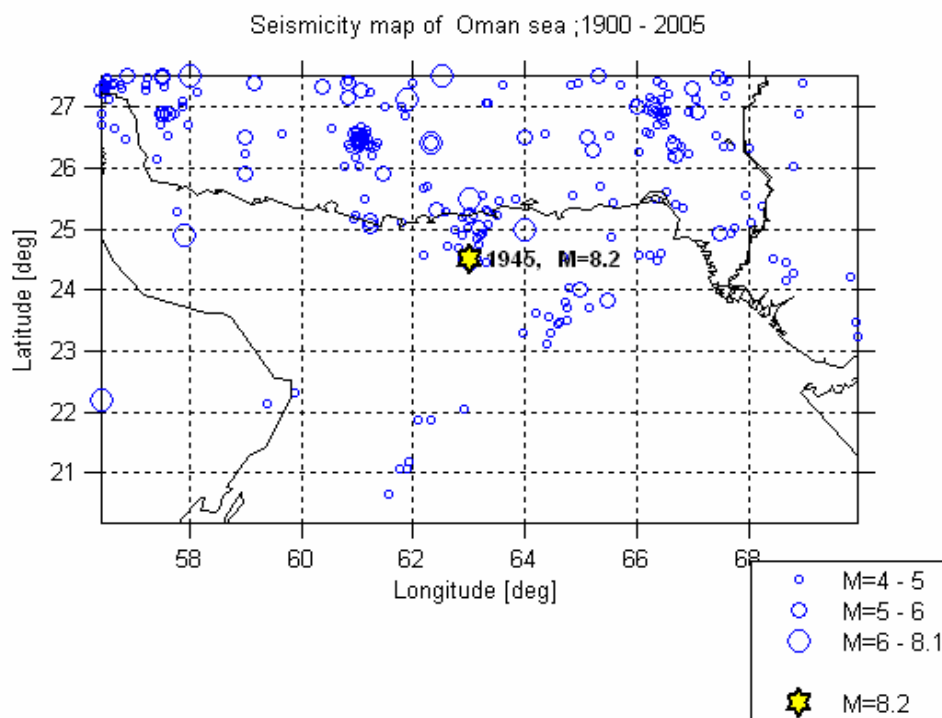 Seismicity map of Oman sea ;1900 - 2005
27
26
25
24
23
22
21
Latitude [deg]
1945, M=8.2
58 60 62 64 66 68
Longitude [deg]
M=4 - 5
M=5 - 6
M=6 - 8.1
M=8.2